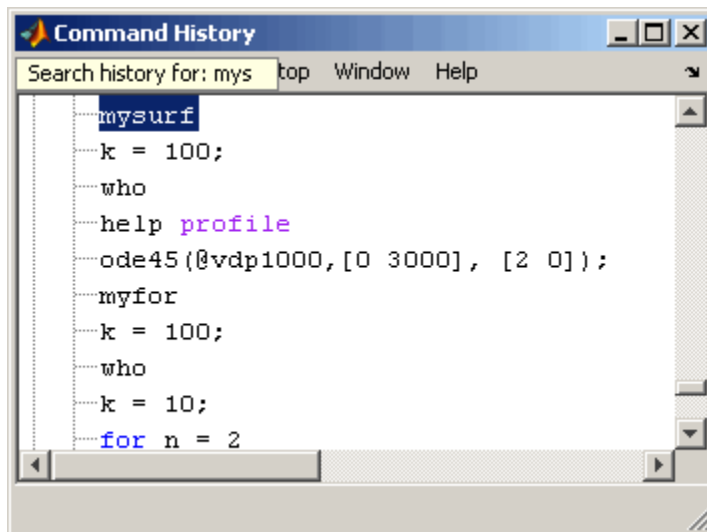 Command History
Search history for: mys top Window Help
mysurf
k = 100;
who
help profile
ode45(@vdp1000,[0 3000], [2 0]);
myfor
k = 100;
who
k = 10;
for n = 2